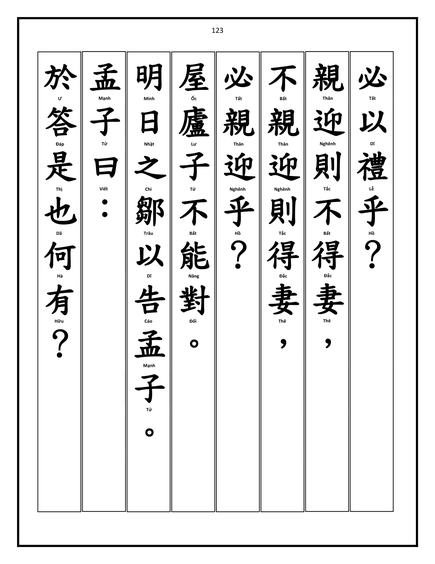 123
必以禮乎？
Tất Dĩ Lễ Hồ
親迎則不得妻，
Thân Nghênh Tắc Bất Đắc Thê
不親迎則得妻，
Bất Thân Nghênh Tắc Đắc Thê
必親迎乎？
Tất Thân Nghênh Hồ
屋廬子不能對。
Ốc Lư Tử Bất Năng Đối
明日之鄒以告孟子。
Minh Nhật Chi Trâu Dĩ Cáo Mạnh Tử
孟子曰：
Mạnh Tử Viết
於答是也何有？
Ư Đáp Thị Dã Hà Hữu